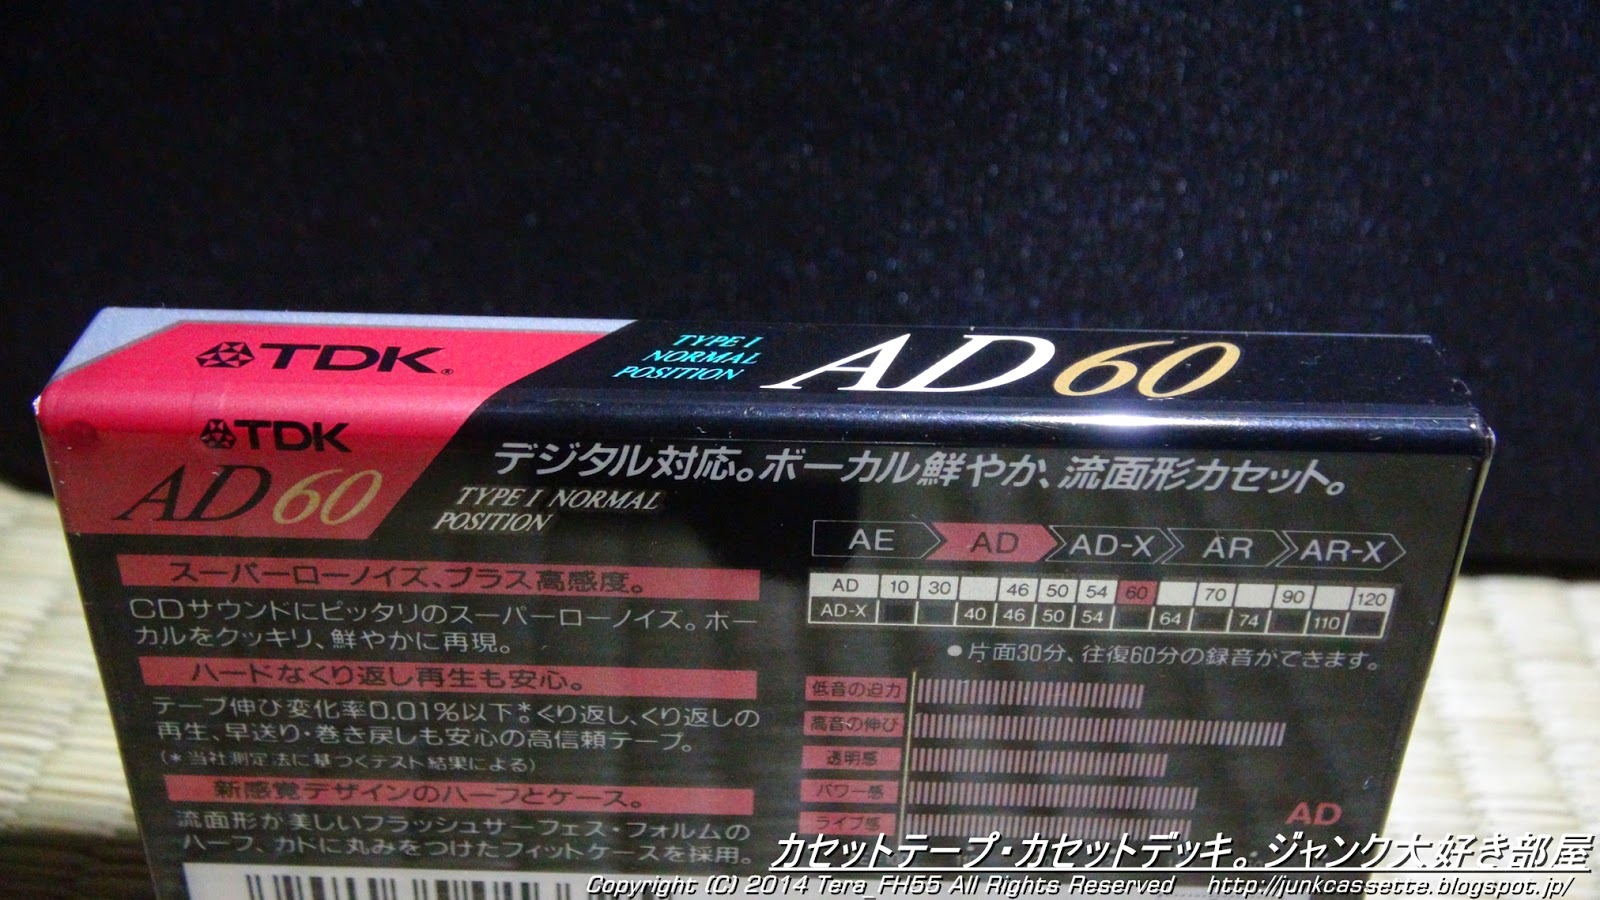 TDK®
TYPE I
NORMAL
POSITION
AD60
TDK
AD60
TYPE I NORMAL
POSITION
デジタル対応。ボーカル鮮やか、流面形カセット。
AE AD AD-X AR AR-X
AD 10 30 46 50 54 60 70 90 120
AD-X 40 46 50 54 64 74 110
●片面30分、往復60分の録音ができます。
スーパーローノイズ、プラス高感度。
CDサウンドにピッタリのスーパーローノイズ。ボー
カルをクッキリ、鮮やかに再現。
ハードなくり返し再生も安心。
テープ伸び変化率0.01%以下*。くり返し、くり返しの
再生、早送り・巻き戻しも安心の高信頼テープ。
(*当社測定法に基づくテスト結果による)
新感覚デザインのハーフとケース。
流面形が美しいフラッシュサーフェス・フォルムの
ハーフ、カドに丸みをつけたフィットケースを採用。
低音の迫力
高音の伸び
透明感
パワー感
ライブ感
AD
カセットテープ・カセットデッキ。ジャンク大好き部屋
Copyright (C) 2014 Tera_FH55 All Rights Reserved http://junkcassette.blogspot.jp/